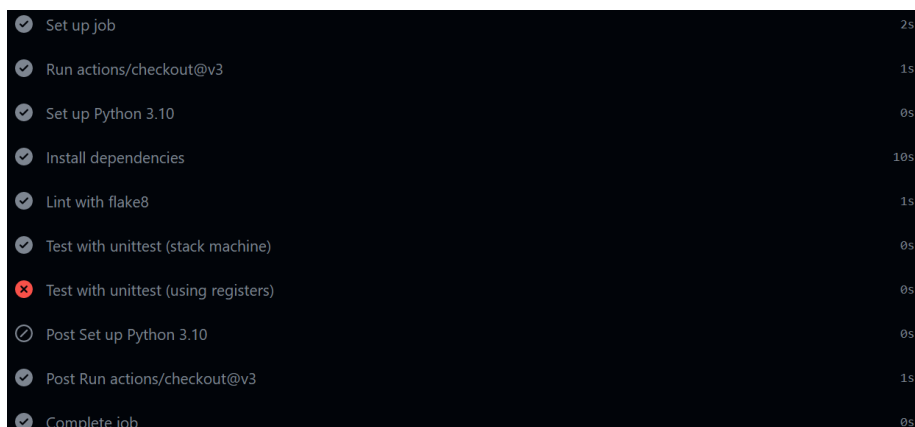 Set up job 2s
Run actions/checkout@v3 1s
Set up Python 3.10 0s
Install dependencies 10s
Lint with flake8 1s
Test with unittest (stack machine) 0s
Test with unittest (using registers) 0s
Post Set up Python 3.10 0s
Post Run actions/checkout@v3 1s
Complete job 0s